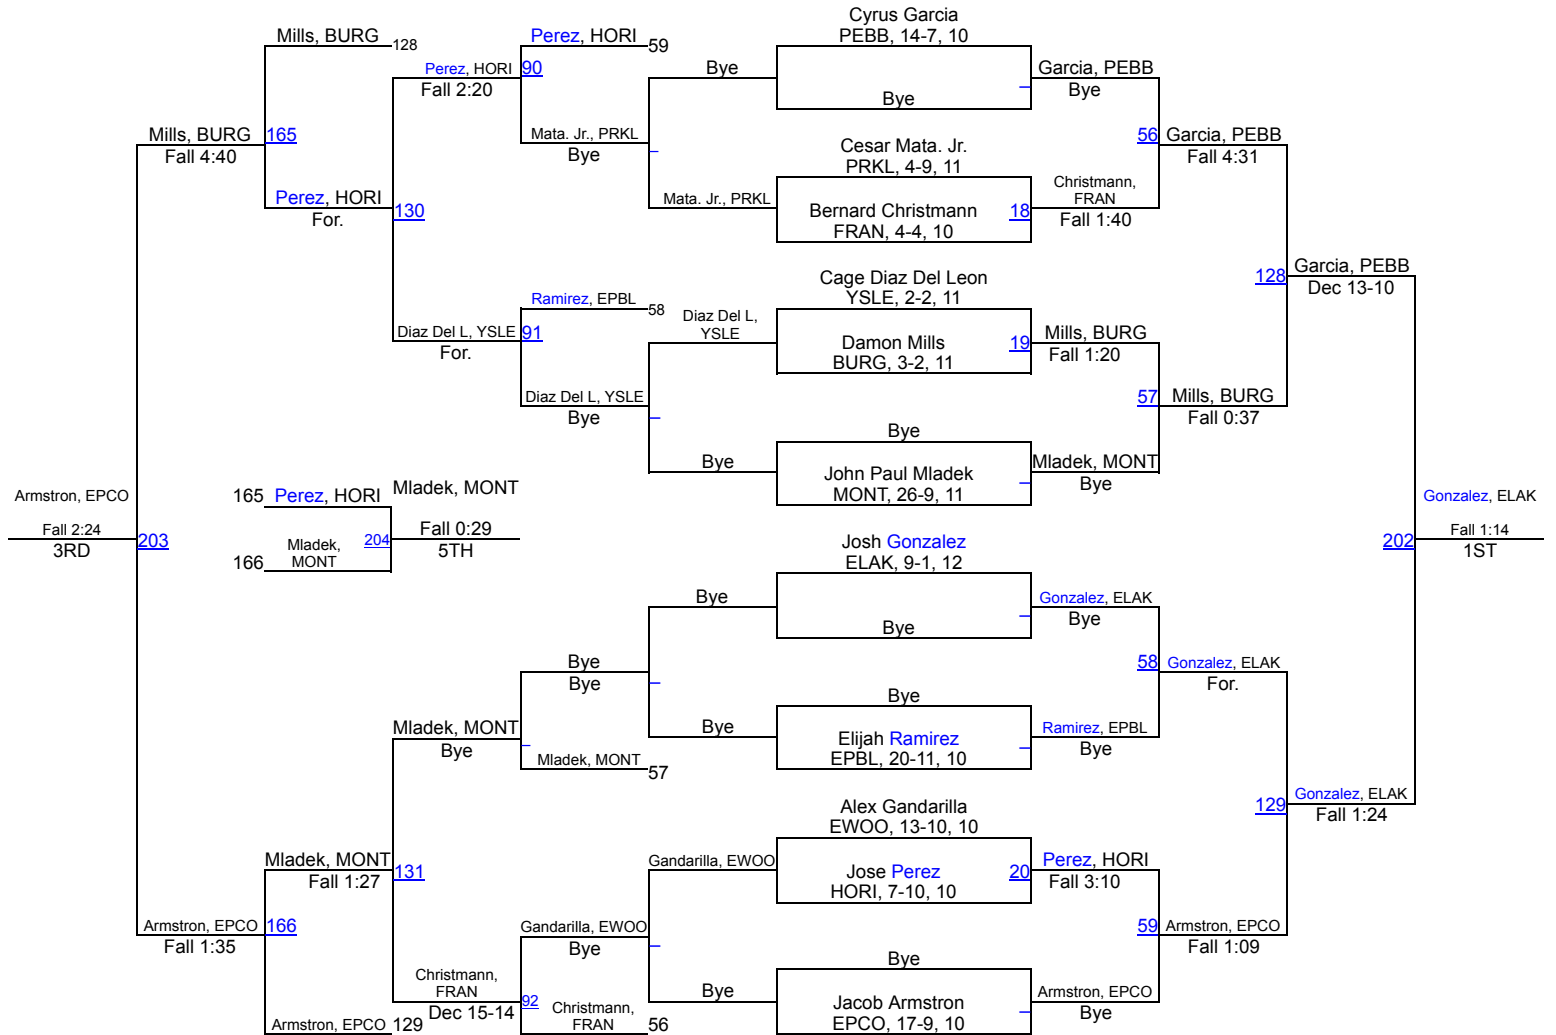 Cyrus Garcia
PEBB, 14-7, 10
Bye
Cesar Mata. Jr.
PRKL, 4-9, 11
Bernard Christmann
FRAN, 4-4, 10
18
Cage Diaz Del Leon
YSLE, 2-2, 11
Damon Mills
BURG, 3-2, 11
19
Bye
John Paul Mladek
MONT, 26-9, 11
Josh Gonzalez
ELAK, 9-1, 12
Bye
Bye
Elijah Ramirez
EPBL, 20-11, 10
Alex Gandarilla
EWOO, 13-10, 10
Jose Perez
HORI, 7-10, 10
20
Bye
Jacob Armstron
EPCO, 17-9, 10
Garcia, PEBB
Bye
56
Christmann,
FRAN
Fall 1:40
Mills, BURG
Fall 1:20
57
Mladek, MONT
Bye
Gonzalez, ELAK
Bye
58
Ramirez, EPBL
Bye
Perez, HORI
Fall 3:10
59
Armstron, EPCO
Bye
Garcia, PEBB
Fall 4:31
128
Mills, BURG
Fall 0:37
Gonzalez, ELAK
For.
129
Armstron, EPCO
Fall 1:09
Garcia, PEBB
Dec 13-10
202
Gonzalez, ELAK
Fall 1:24
Gonzalez, ELAK
Fall 1:14
1ST
Bye
Mata. Jr., PRKL
Diaz Del L,
YSLE
Bye
Bye
Bye
Gandarilla, EWOO
Bye
Perez, HORI
59
Mata. Jr., PRKL
Bye
Ramirez, EPBL
58
Diaz Del L, YSLE
Bye
Bye
Bye
Mladek, MONT
57
Gandarilla, EWOO
Bye
Christmann,
FRAN
56
Perez, HORI
Fall 2:20
90
Diaz Del L, YSLE
For.
91
Mladek, MONT
Bye
Christmann,
FRAN
Dec 15-14
92
Mills, BURG
128
Perez, HORI
For.
130
Mladek, MONT
Fall 1:27
131
Armstron, EPCO
129
Mills, BURG
Fall 4:40
165
Armstron, EPCO
Fall 1:35
166
Armstron, EPCO
Fall 2:24
3RD
203
165
Perez, HORI
166
Mladek,
MONT
204
Mladek, MONT
Fall 0:29
5TH